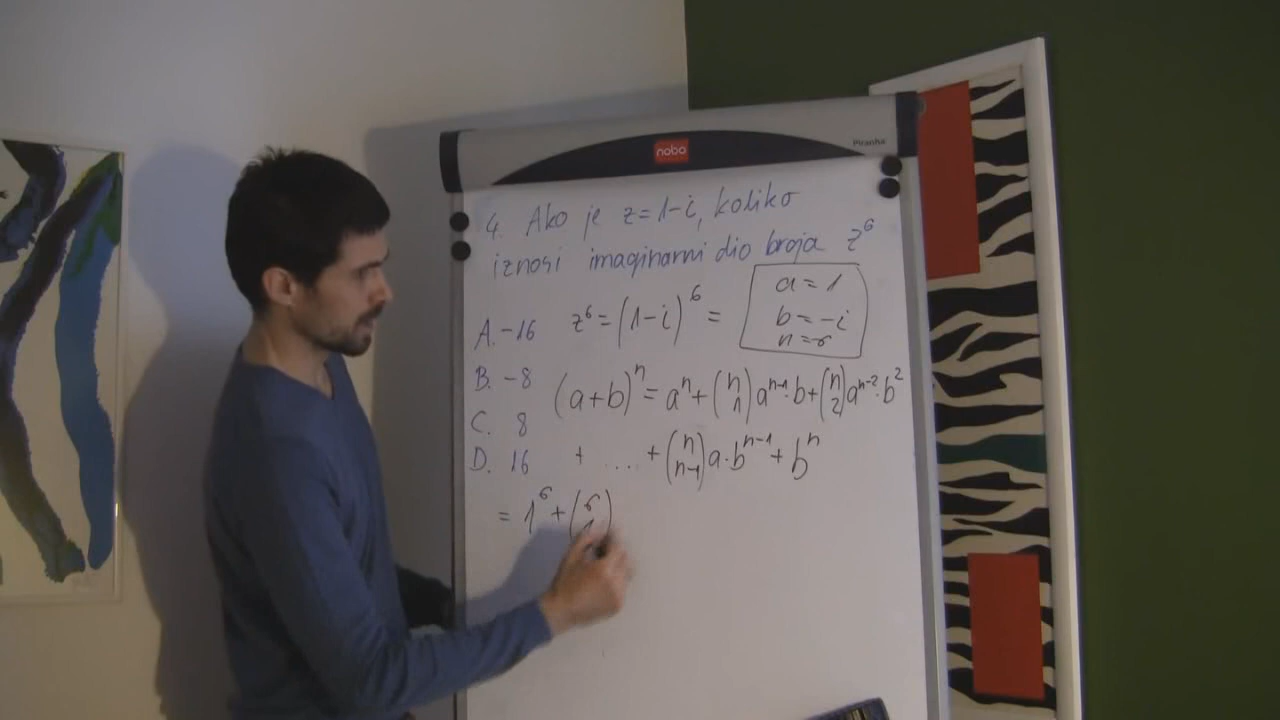 nobo
Piranha
4. Ako je z=1-i, koliko
iznosi imaginarni dio broja z⁶
A. -16
z⁶=(1-i)⁶=
a=1
b=-i
n=6
B. -8
(a+b)ⁿ=aⁿ+(n 1)aⁿ⁻¹·b+(n 2)aⁿ⁻²·b²
C. 8
D. 16
+ .... +(n n-1)a·bⁿ⁻¹+bⁿ
= 1⁶+(6 1)